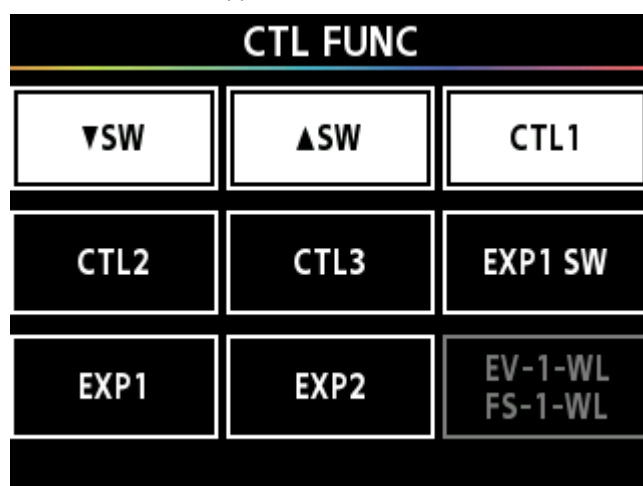 CTL FUNC
▼SW
▲SW
CTL1
CTL2
CTL3
EXP1 SW
EXP1
EXP2
EV-1-WL
FS-1-WL